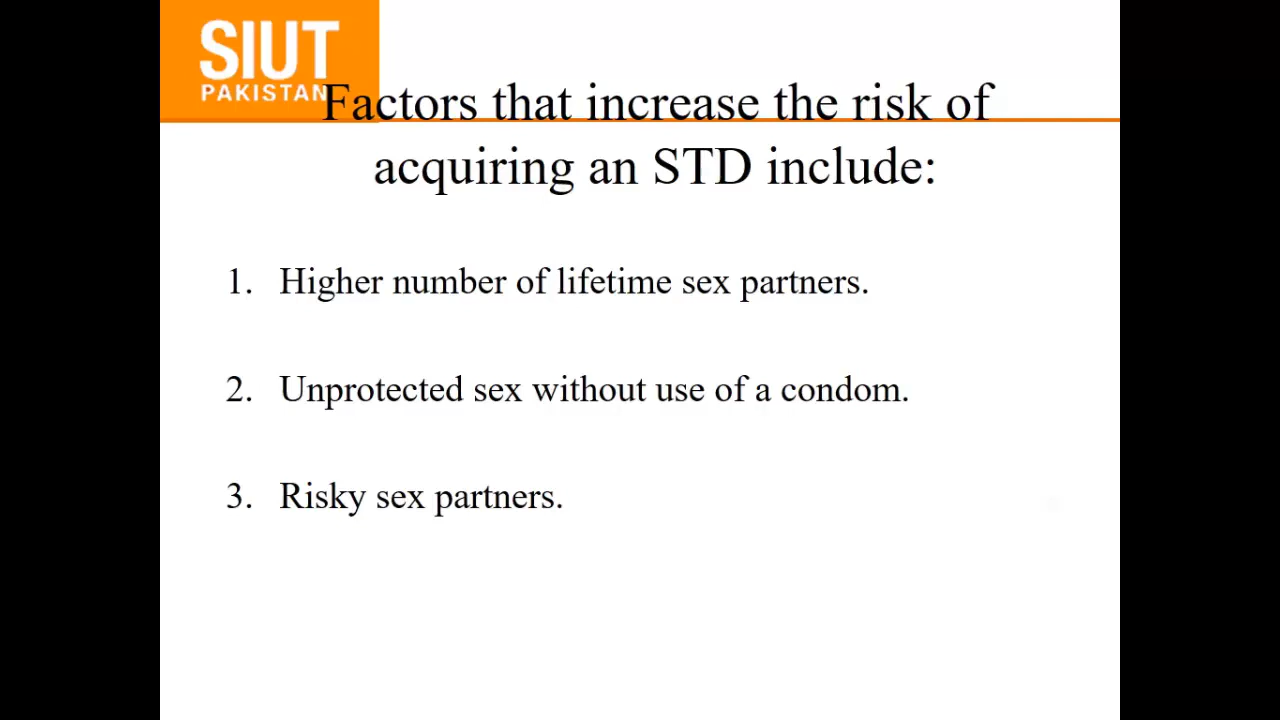 SIUT
PAKISTAN
Factors that increase the risk of
acquiring an STD include:
1. Higher number of lifetime sex partners.
2. Unprotected sex without use of a condom.
3. Risky sex partners.